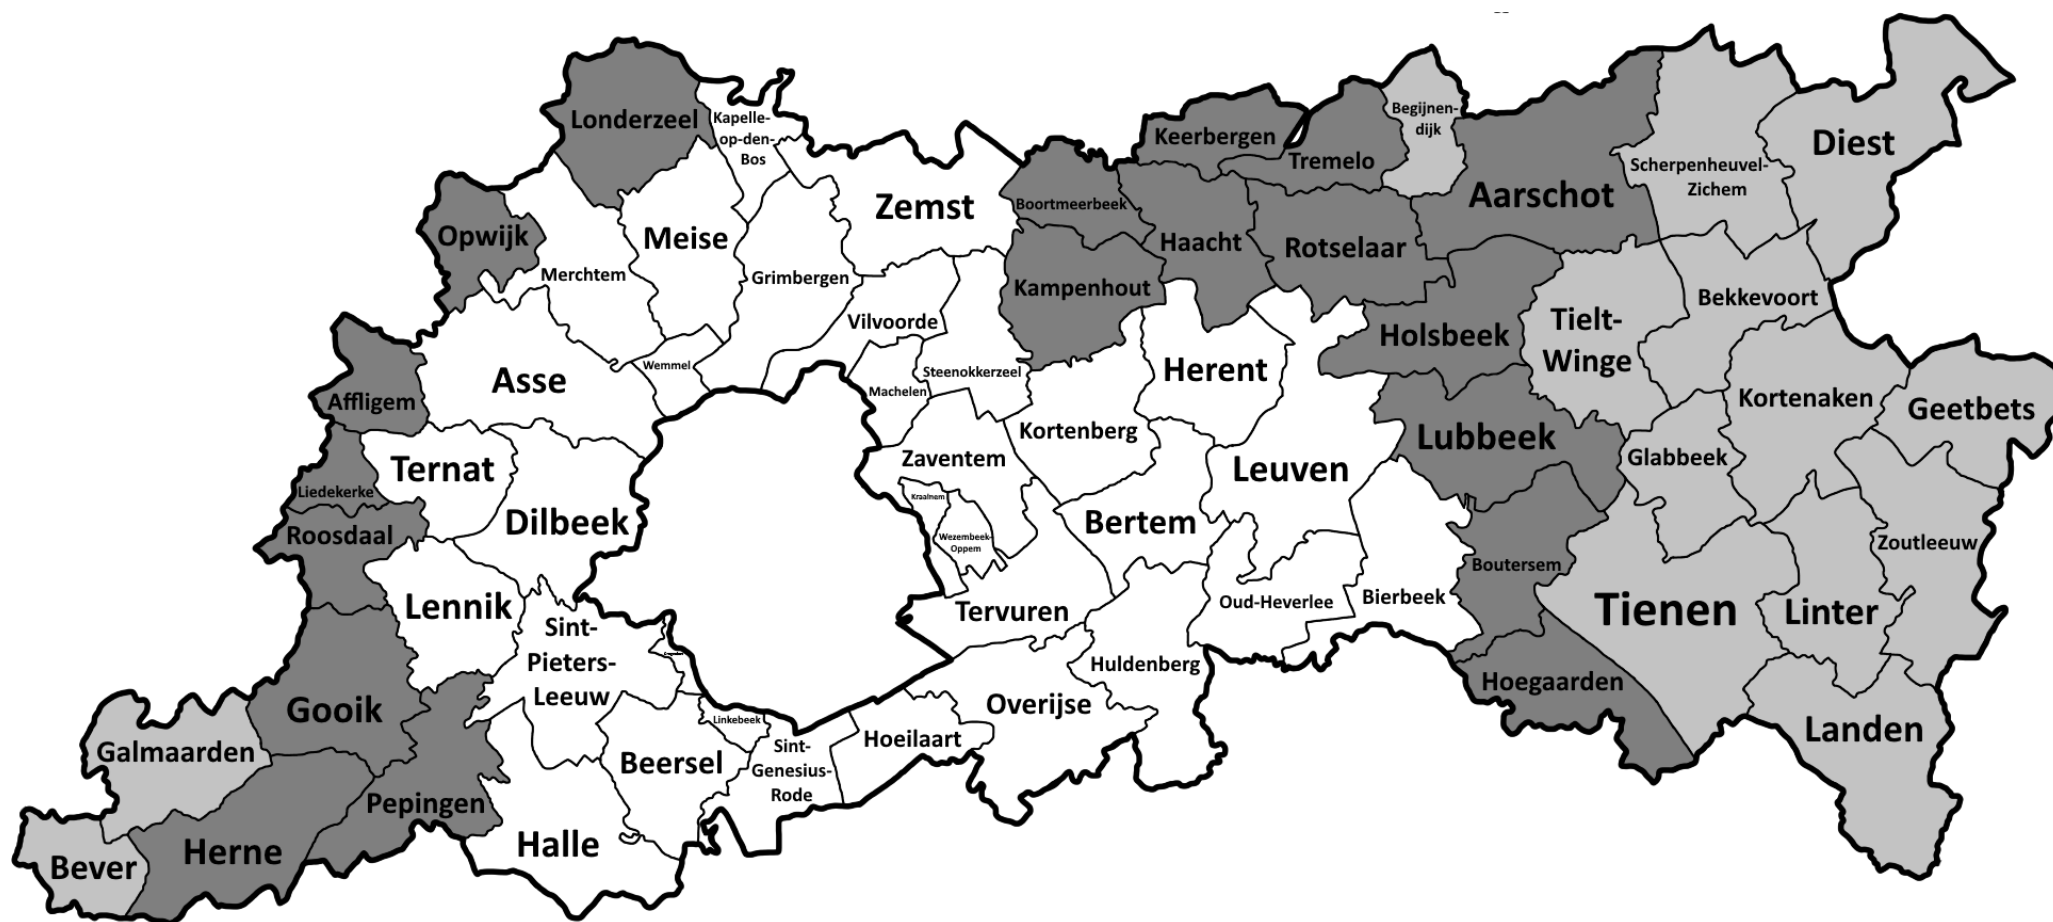 Londerzeel
Kapelle-
op-den-
Bos
Keerbergen
Begijnen-
dijk
Tremelo
Diest
Scherpenheuvel-
Zichem
Aarschot
Boortmeerbeek
Zemst
Opwijk
Meise
Haacht
Rotselaar
Merchtem
Grimbergen
Kampenhout
Bekkevoort
Vilvoorde
Holsbeek
Tielt-
Winge
Wemmel
Asse
Machelen
Steenokkerzeel
Herent
Affligem
Kortenaken
Geetbets
Kortenberg
Lubbeek
Ternat
Zaventem
Leuven
Glabbeek
Liedekerke
Kraainem
Roosdaal
Dilbeek
Wezembeek-
Oppem
Bertem
Zoutleeuw
Boutersem
Lennik
Tervuren
Oud-Heverlee
Bierbeek
Tienen
Linter
Sint-
Pieters-
Leeuw
Huldenberg
Hoegaarden
Gooik
Overijse
Linkebeek
Landen
Galmaarden
Hoeilaart
Beersel
Sint-
Genesius-
Rode
Pepingen
Halle
Herne
Bever